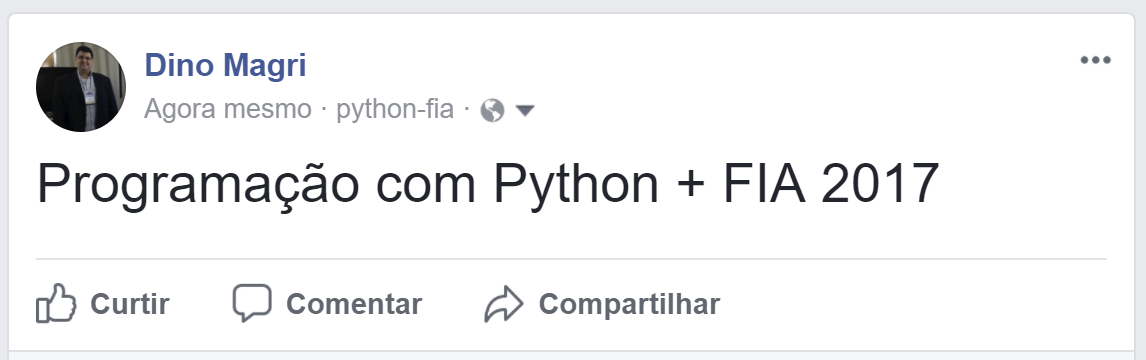 Dino Magri
Agora mesmo · python-fia ·
Programação com Python + FIA 2017
Curtir Comentar Compartilhar